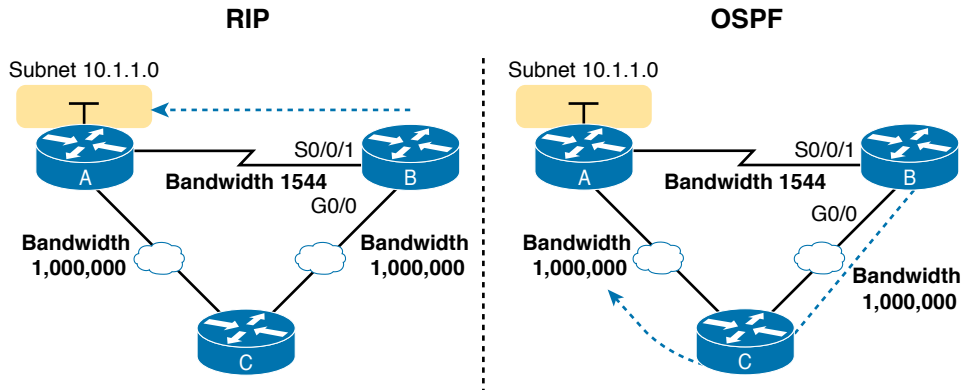 RIP
Subnet 10.1.1.0
A
S0/0/1
B
Bandwidth 1544
G0/0
Bandwidth
1,000,000
Bandwidth
1,000,000
C
OSPF
Subnet 10.1.1.0
A
S0/0/1
B
Bandwidth 1544
G0/0
Bandwidth
1,000,000
Bandwidth
1,000,000
C